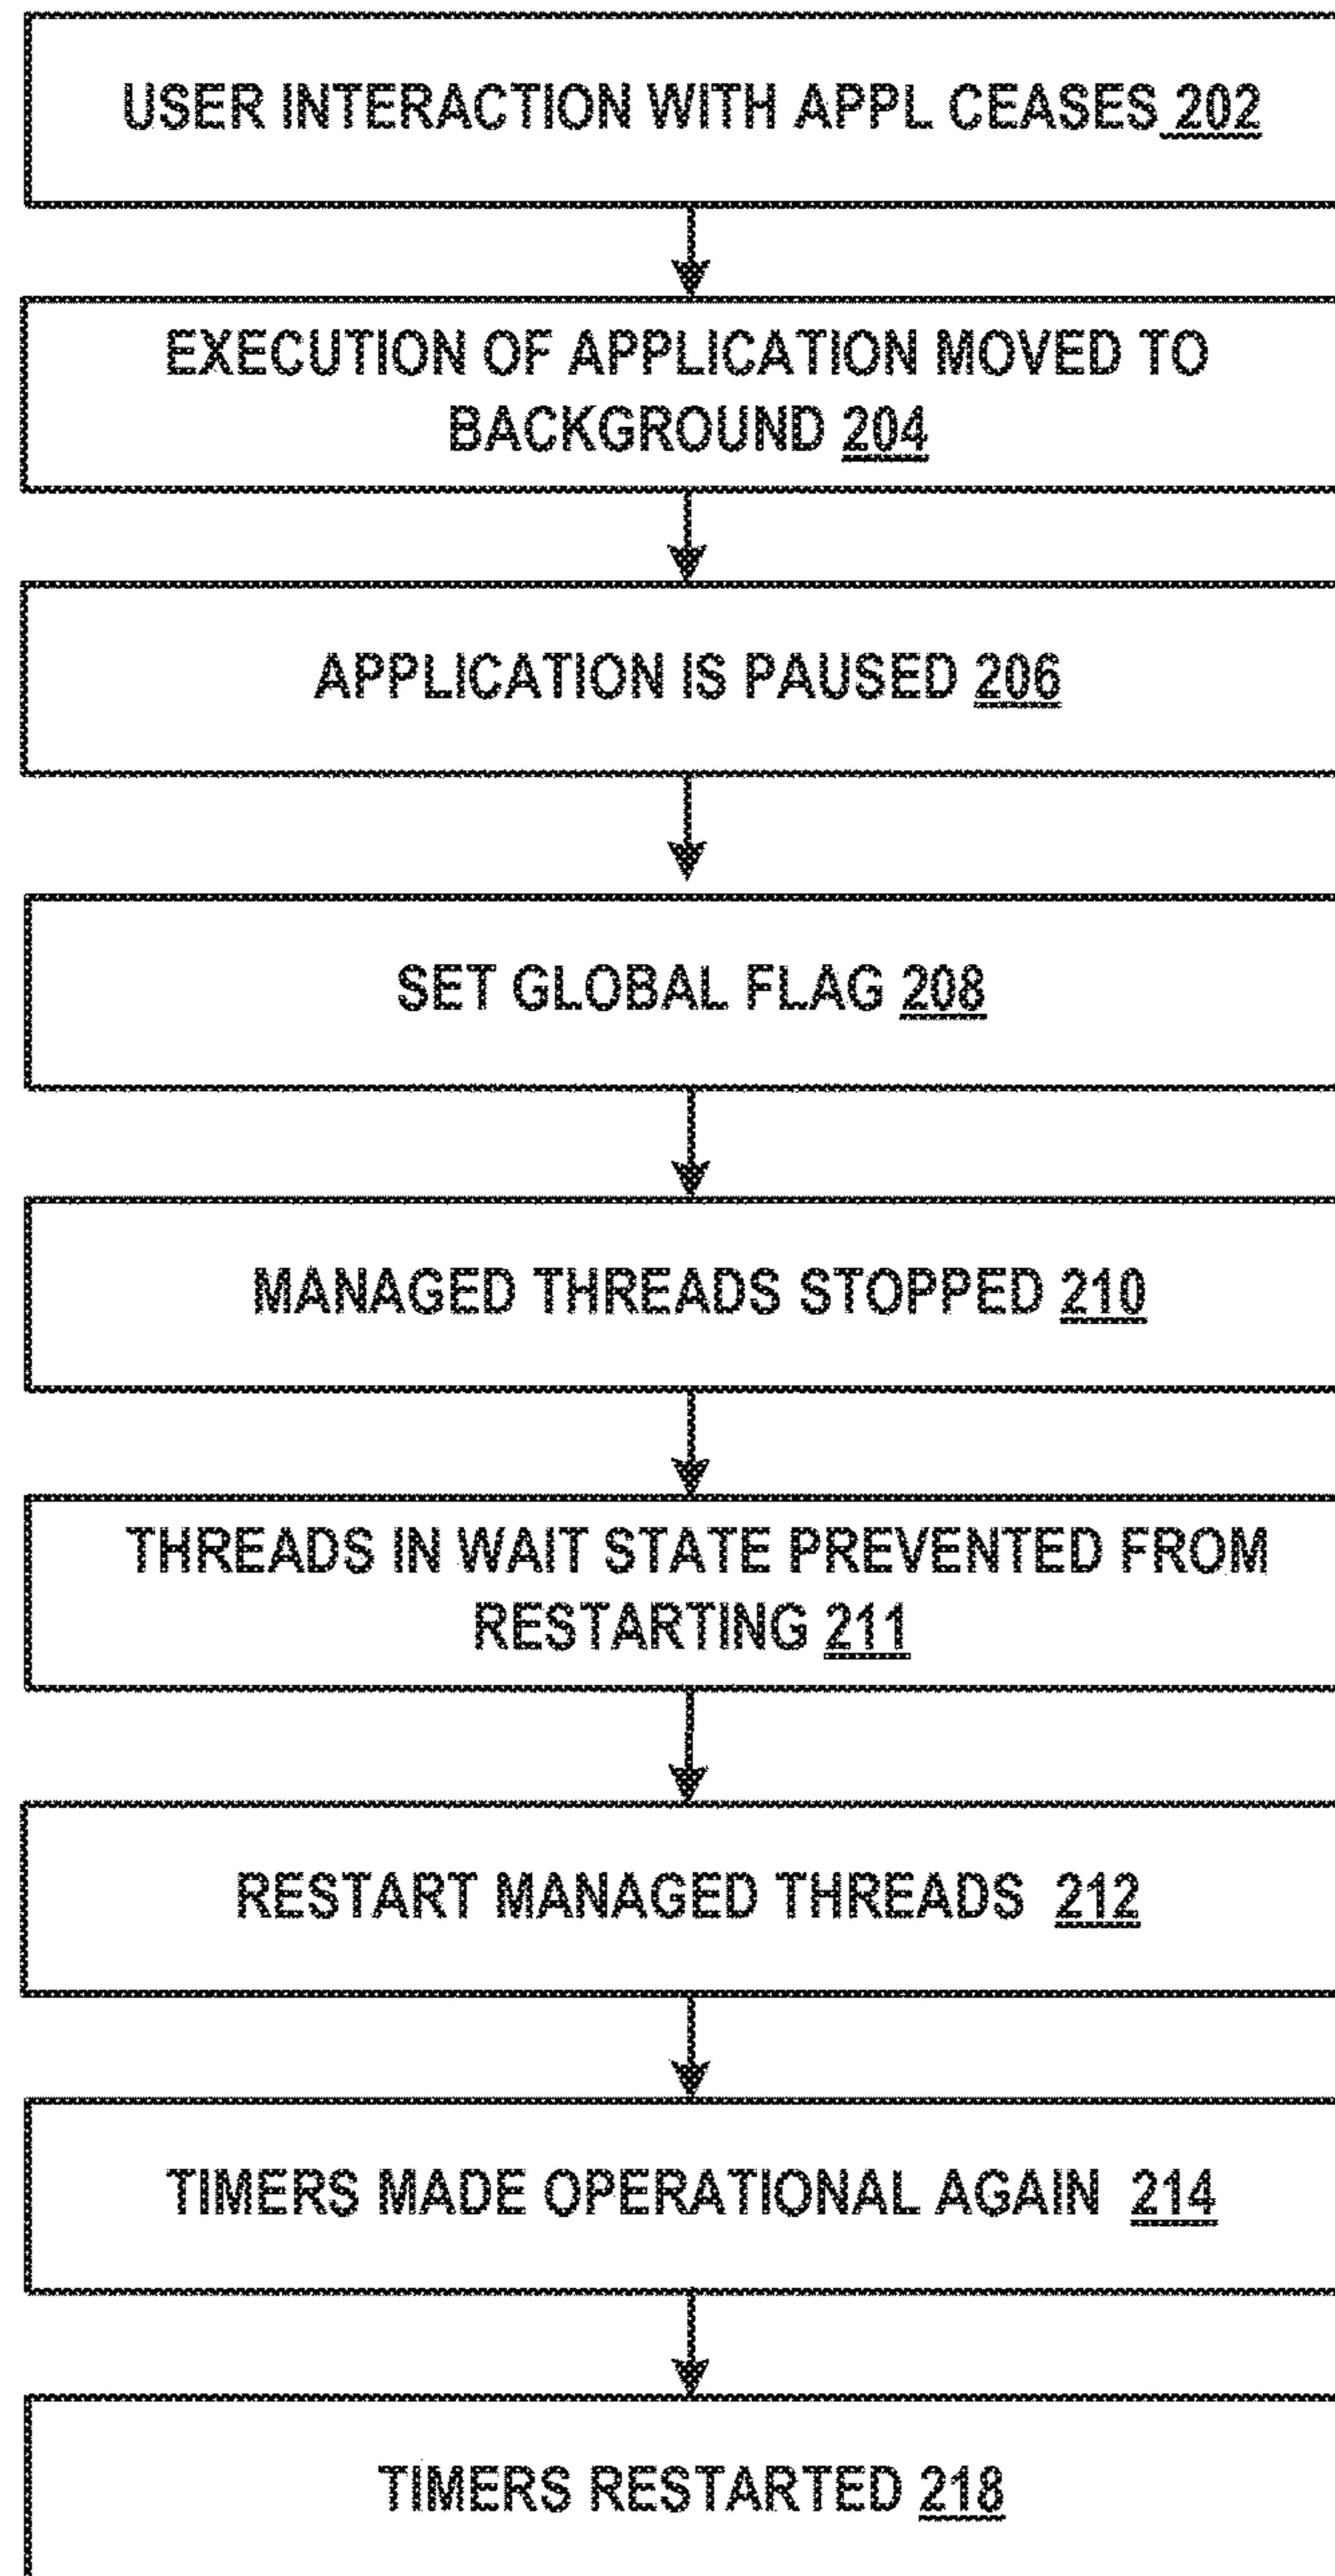 USER INTERACTION WITH APPL CEASES 202
EXECUTION OF APPLICATION MOVED TO
BACKGROUND 204
APPLICATION IS PAUSED 206
SET GLOBAL FLAG 208
MANAGED THREADS STOPPED 210
THREADS IN WAIT STATE PREVENTED FROM
RESTARTING 211
RESTART MANAGED THREADS 212
TIMERS MADE OPERATIONAL AGAIN 214
TIMERS RESTARTED 218